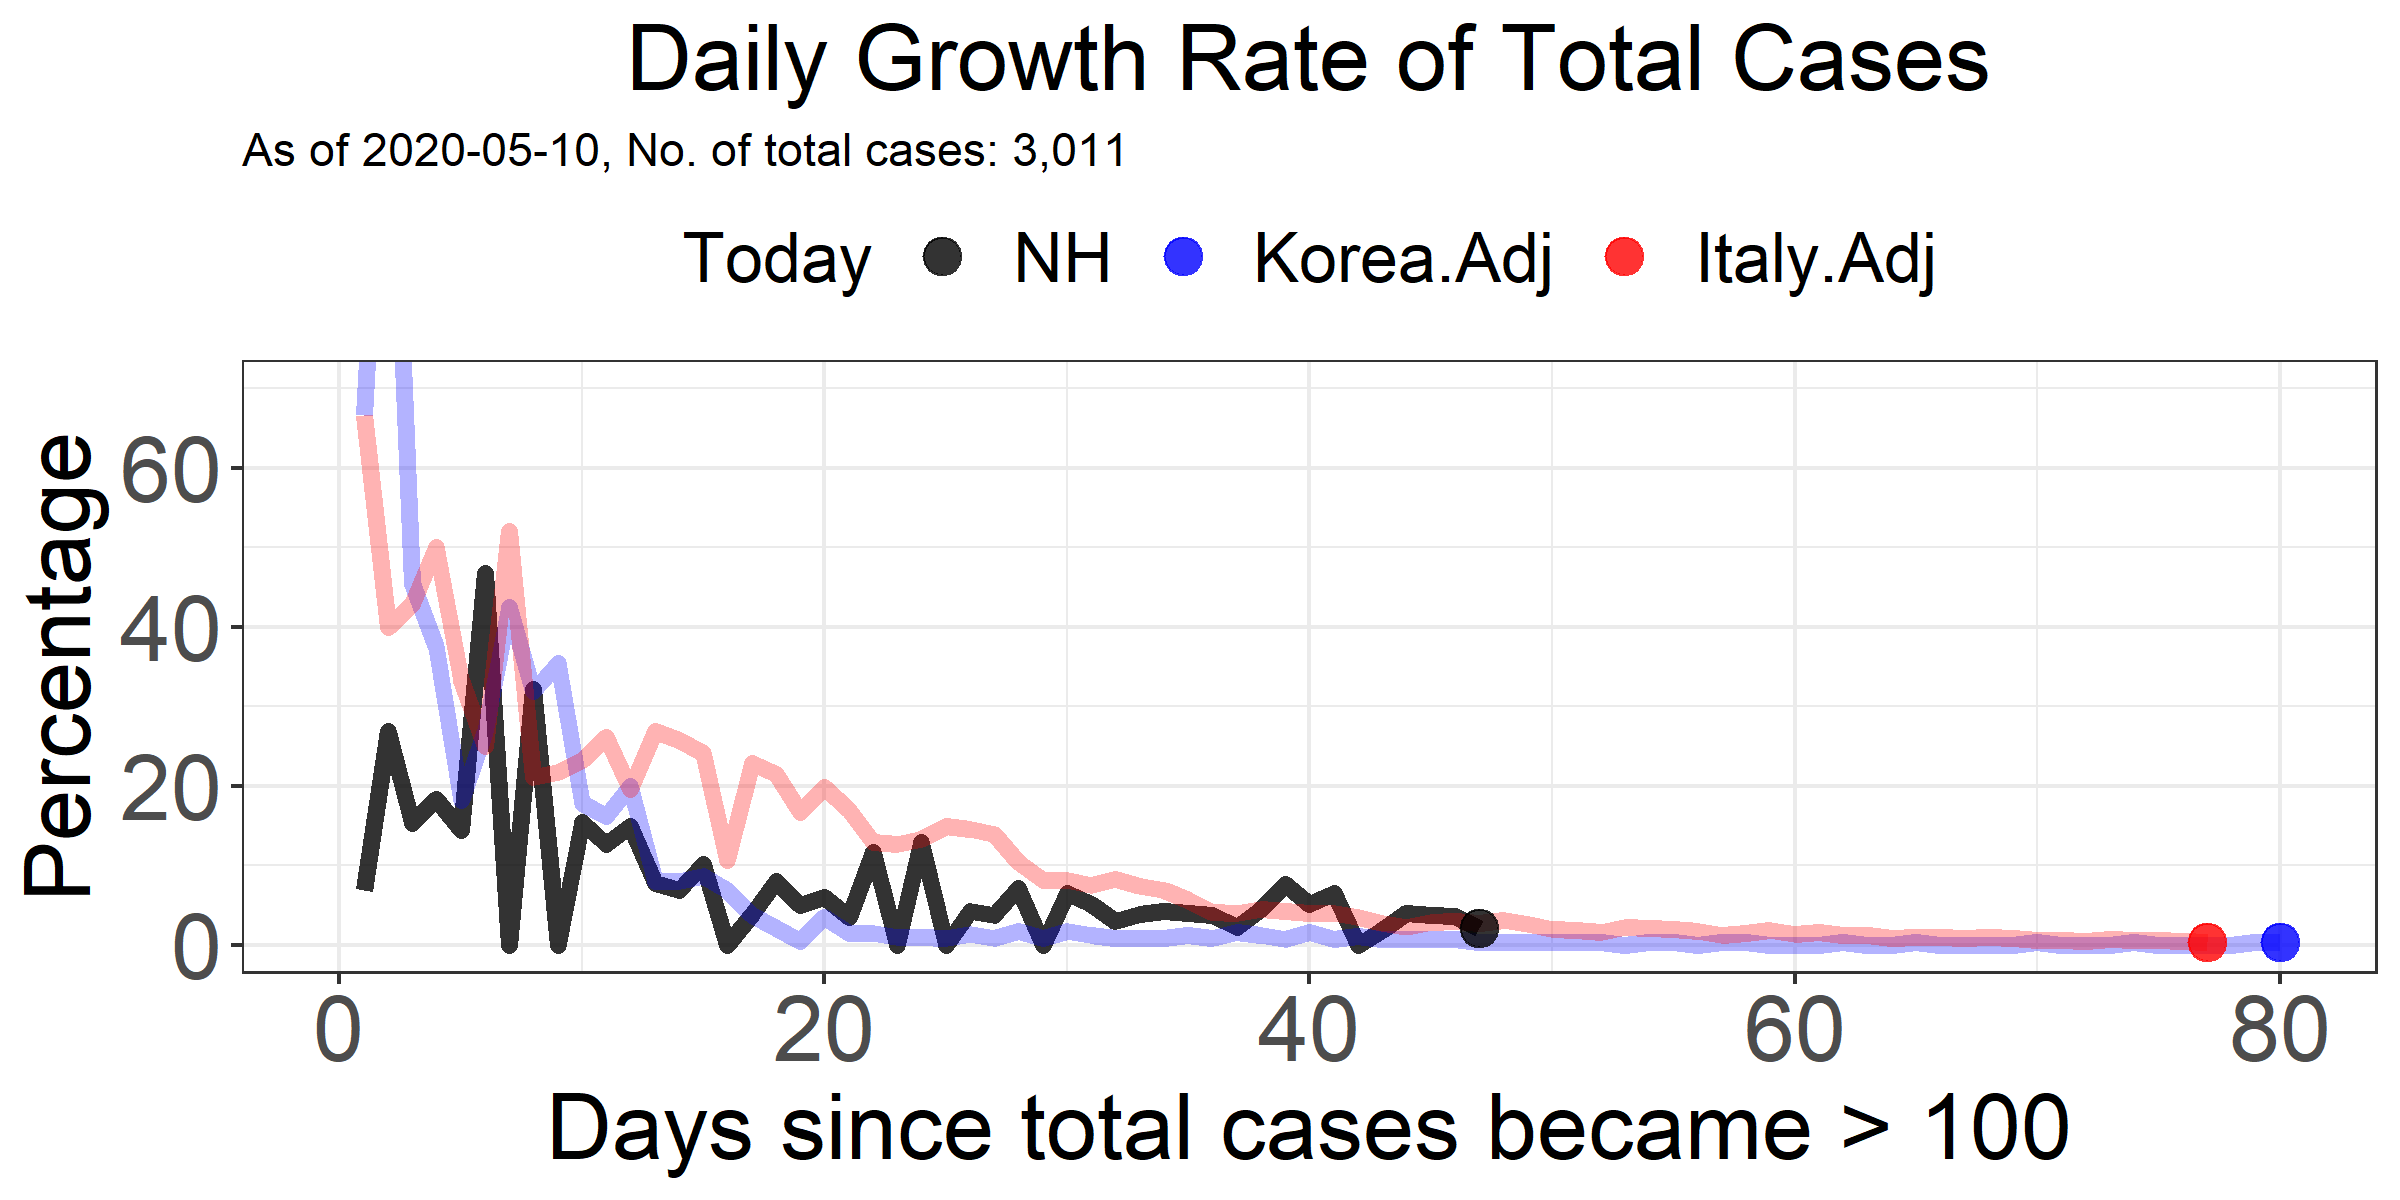 Daily Growth Rate of Total Cases
As of 2020-05-10, No. of total cases: 3,011
Today NH Korea.Adj Italy.Adj
Percentage
60
40
20
0
0 20 40 60 80
Days since total cases became > 100